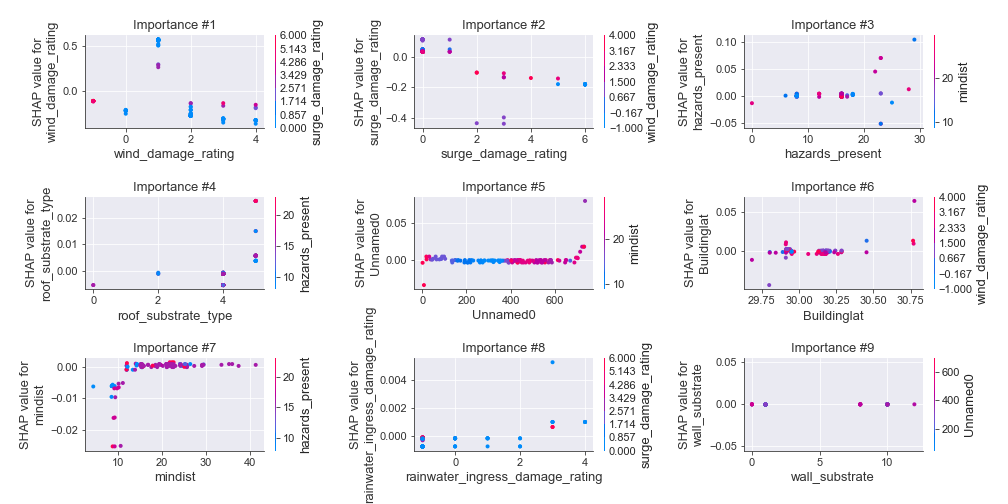 Importance #1
SHAP value for
wind_damage_rating
0.5
0.0
0
2
4
wind_damage_rating
6.000
5.143
4.286
3.429
2.571
1.714
0.857
0.000
surge_damage_rating
Importance #2
SHAP value for
surge_damage_rating
0.0
−0.2
−0.4
0
2
4
6
surge_damage_rating
4.000
3.167
2.333
1.500
0.667
−0.167
−1.000
wind_damage_rating
Importance #3
SHAP value for
hazards_present
0.10
0.05
0.00
−0.05
0
10
20
30
hazards_present
20
10
mindist
Importance #4
SHAP value for
roof_substrate_type
0.02
0.01
0.00
0
2
4
roof_substrate_type
20
15
10
hazards_present
Importance #5
SHAP value for
Unnamed0
0.05
0.00
0
200
400
600
Unnamed0
20
10
mindist
Importance #6
SHAP value for
Buildinglat
0.05
0.00
29.75
30.00
30.25
30.50
30.75
Buildinglat
4.000
3.167
2.333
1.500
0.667
−0.167
−1.000
wind_damage_rating
Importance #7
SHAP value for
mindist
0.00
−0.01
−0.02
10
20
30
40
mindist
20
15
10
hazards_present
Importance #8
SHAP value for
rainwater_ingress_damage_rating
0.004
0.002
0.000
0
2
4
rainwater_ingress_damage_rating
6.000
5.143
4.286
3.429
2.571
1.714
0.857
0.000
surge_damage_rating
Importance #9
SHAP value for
wall_substrate
0.05
0.00
−0.05
0
5
10
wall_substrate
600
400
200
Unnamed0